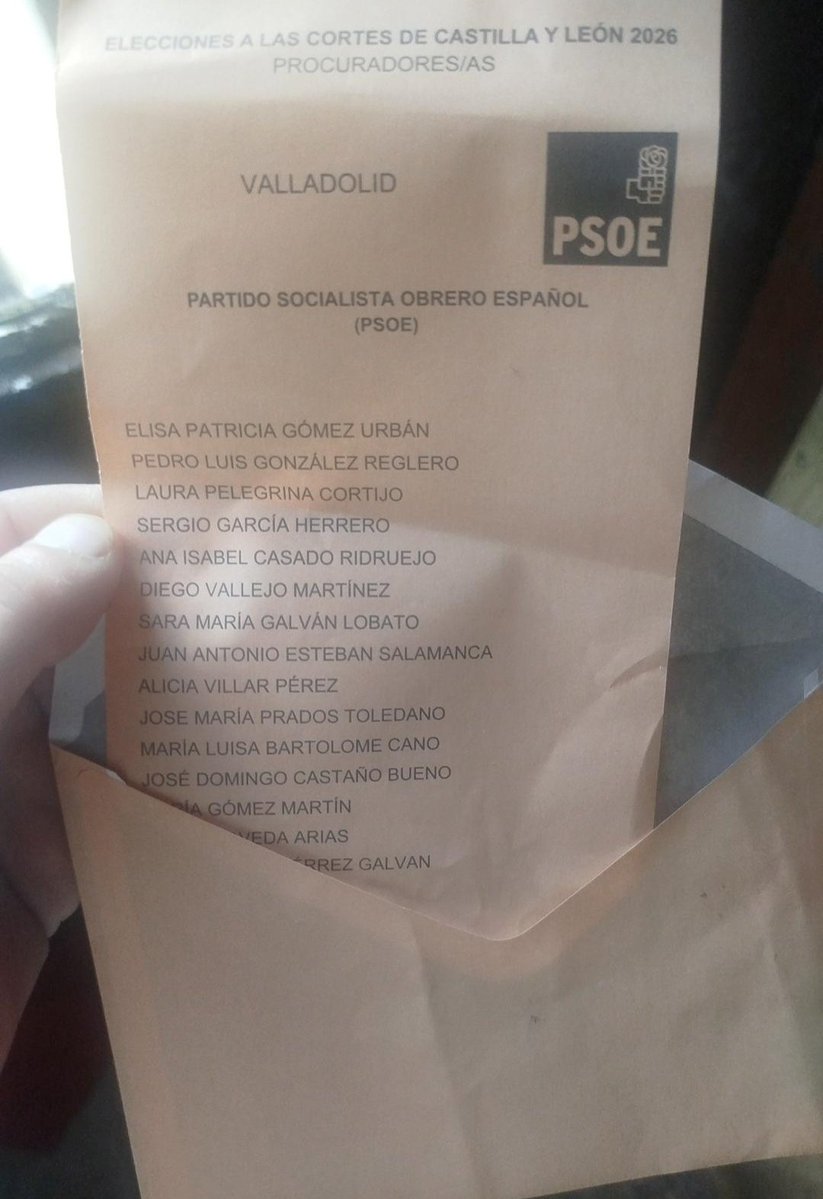 ELECCIONES A LAS CORTES DE CASTILLA Y LEÓN 2026
PROCURADORES/AS
VALLADOLID
PSOE
PARTIDO SOCIALISTA OBRERO ESPAÑOL
(PSOE)
ELISA PATRICIA GÓMEZ URBÁN
PEDRO LUIS GONZÁLEZ REGLERO
LAURA PELEGRINA CORTIJO
SERGIO GARCÍA HERRERO
ANA ISABEL CASADO RIDRUEJO
DIEGO VALLEJO MARTÍNEZ
SARA MARÍA GALVÁN LOBATO
JUAN ANTONIO ESTEBAN SALAMANCA
ALICIA VILLAR PÉREZ
JOSE MARÍA PRADOS TOLEDANO
MARÍA LUISA BARTOLOME CANO
JOSÉ DOMINGO CASTAÑO BUENO
GÓMEZ MARTÍN
ARIAS
GALVAN